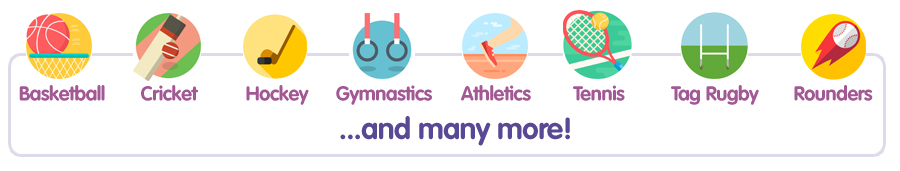 Basketball Cricket Hockey Gymnastics Athletics Tennis Tag Rugby Rounders
...and many more!